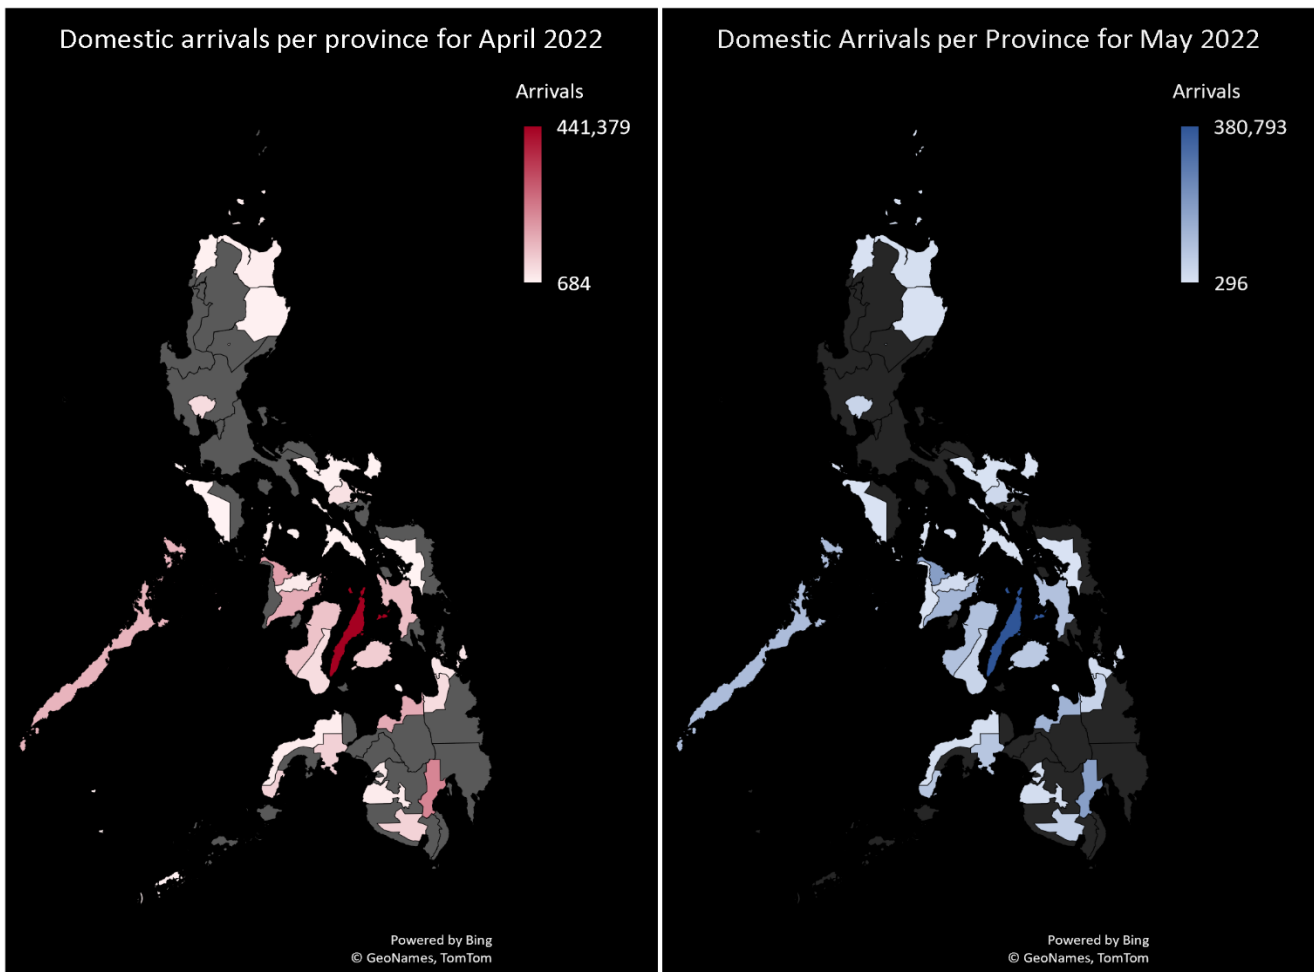 Domestic arrivals per province for April 2022
Arrivals
441,379
684
Powered by Bing
© GeoNames, TomTom
Domestic Arrivals per Province for May 2022
Arrivals
380,793
296
Powered by Bing
© GeoNames, TomTom